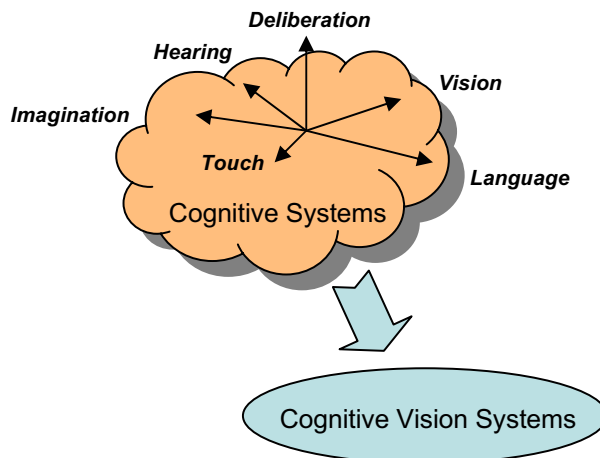 Deliberation
Hearing
Vision
Imagination
Touch
Language
Cognitive Systems
Cognitive Vision Systems